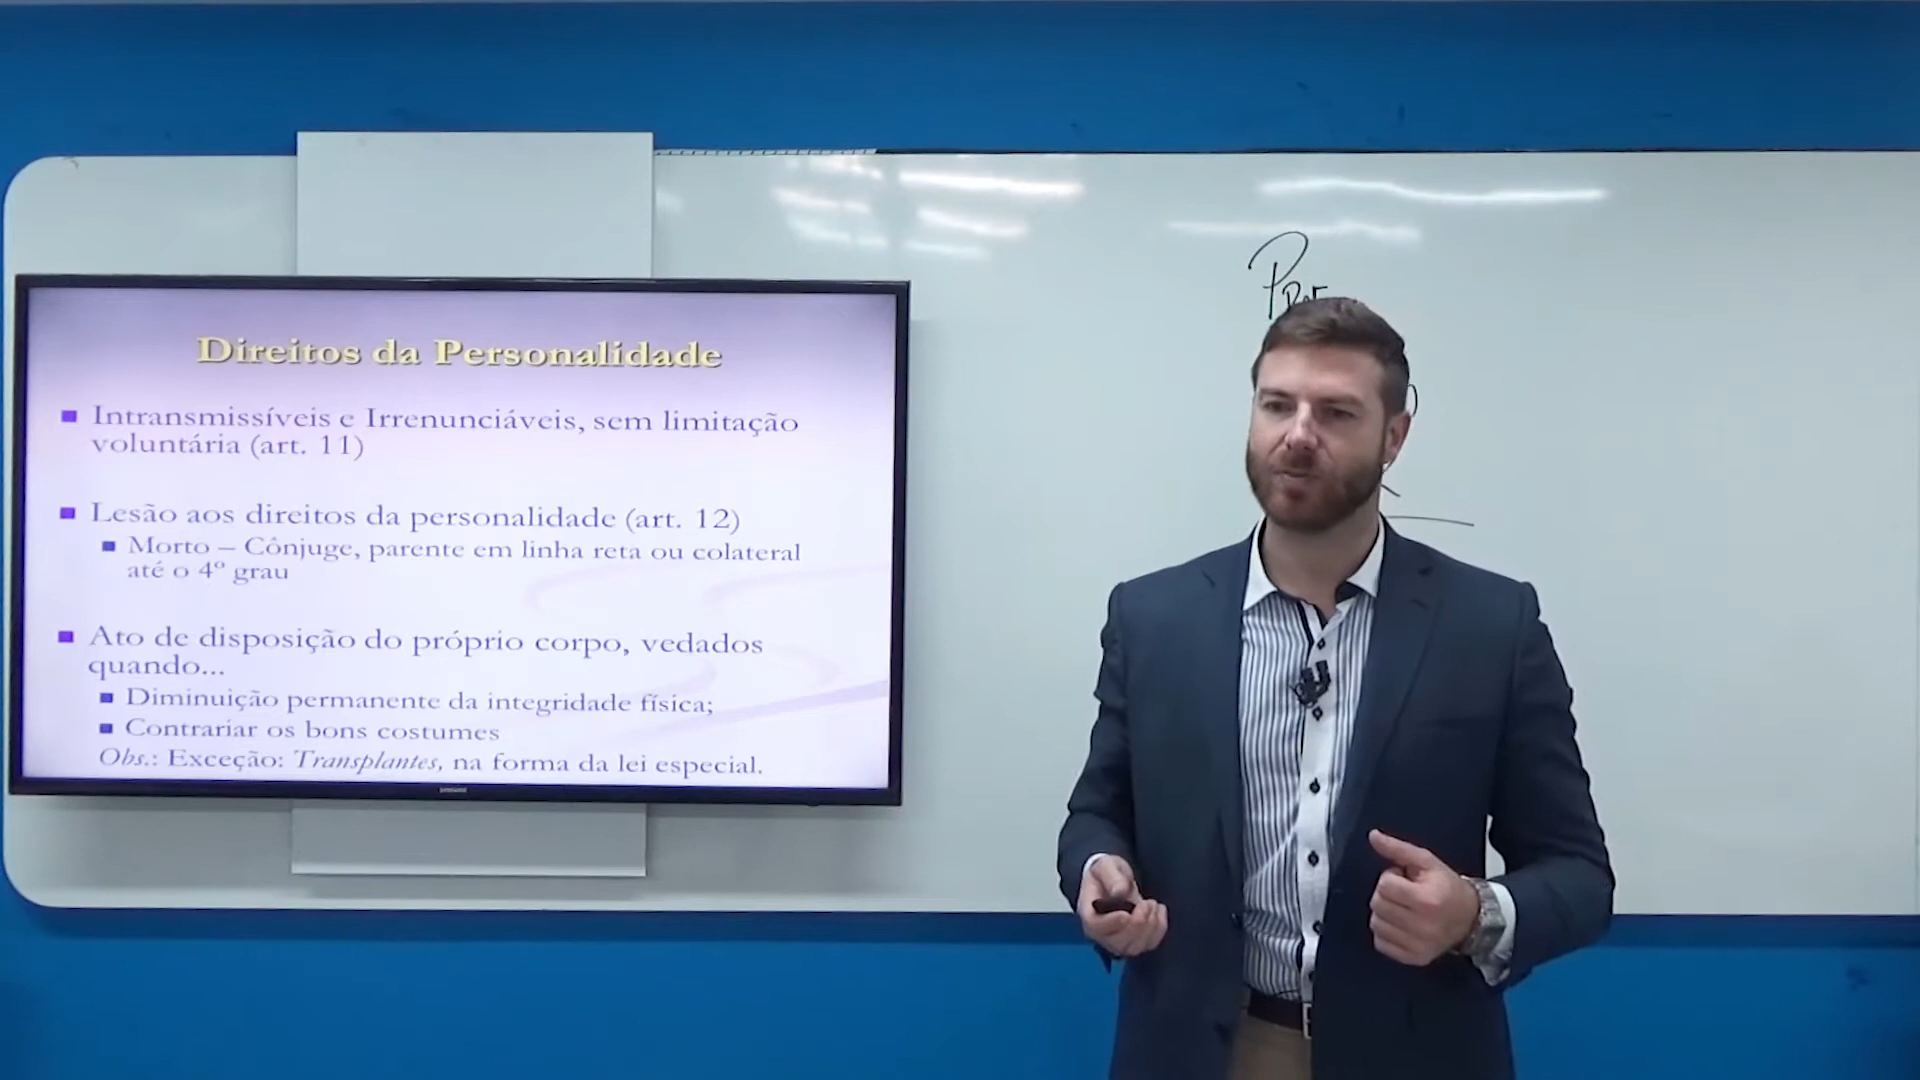 Direitos da Personalidade
Intransmissíveis e Irrenunciáveis, sem limitação
voluntária (art. 11)
Lesão aos direitos da personalidade (art. 12)
Morto – Cônjuge, parente em linha reta ou colateral
até o 4º grau
Ato de disposição do próprio corpo, vedados
quando...
Diminuição permanente da integridade física;
Contrariar os bons costumes
Obs.: Exceção: Transplantes, na forma da lei especial.
SAMSUNG